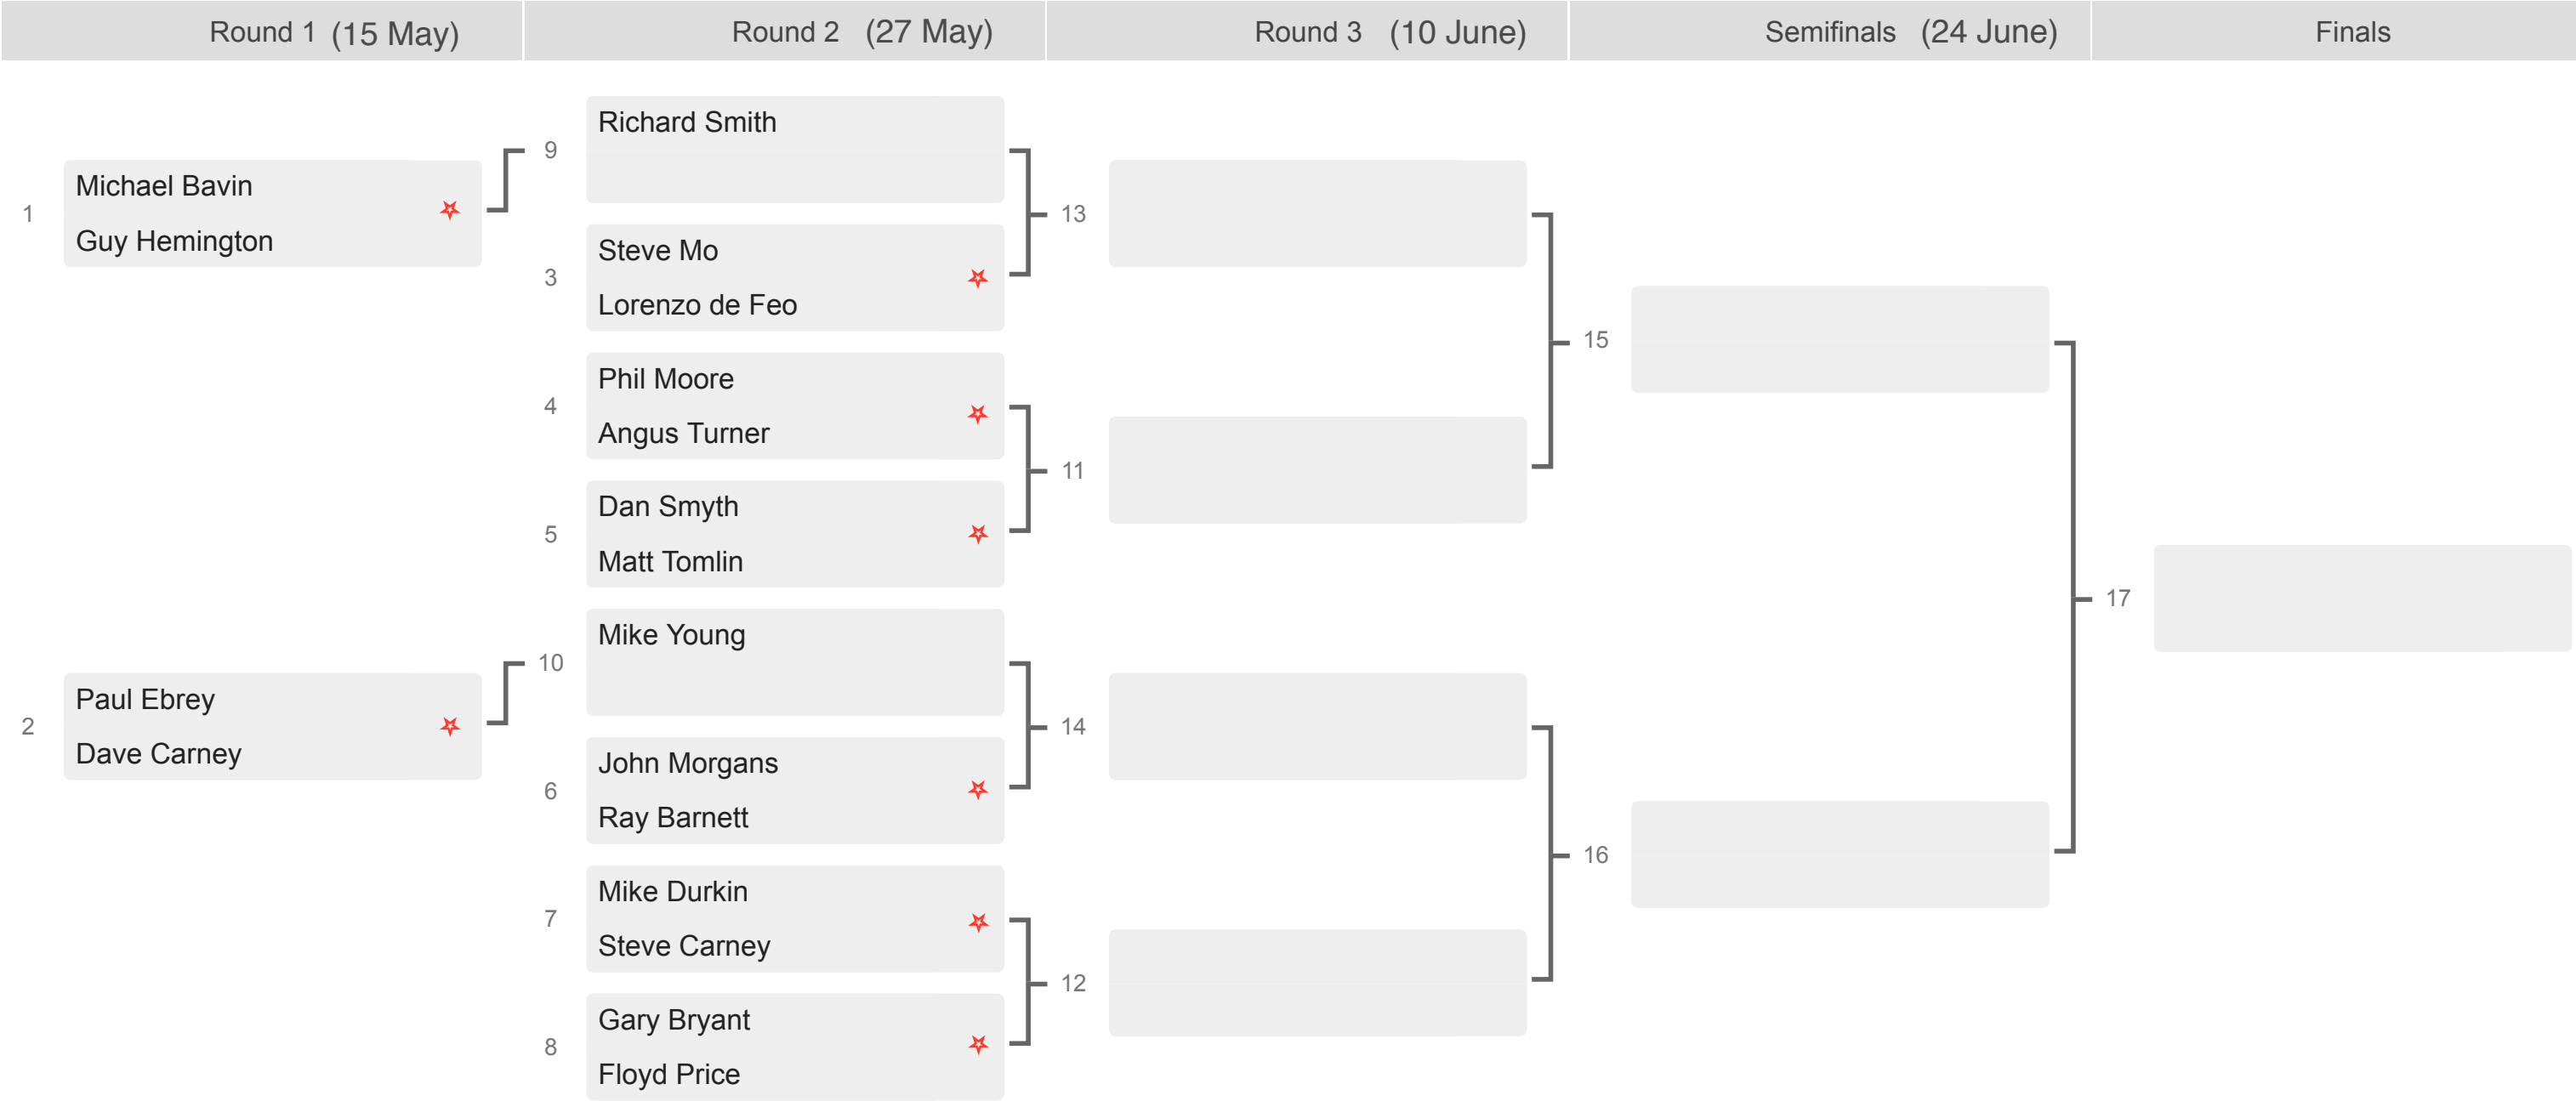 Round 1 (15 May)
Round 2 (27 May)
Round 3 (10 June)
Semifinals (24 June)
Finals
1
Michael Bavin
Guy Hemington
2
Paul Ebrey
Dave Carney
9
Richard Smith
3
Steve Mo
Lorenzo de Feo
4
Phil Moore
Angus Turner
5
Dan Smyth
Matt Tomlin
10
Mike Young
6
John Morgans
Ray Barnett
7
Mike Durkin
Steve Carney
8
Gary Bryant
Floyd Price
13
11
14
12
15
16
17